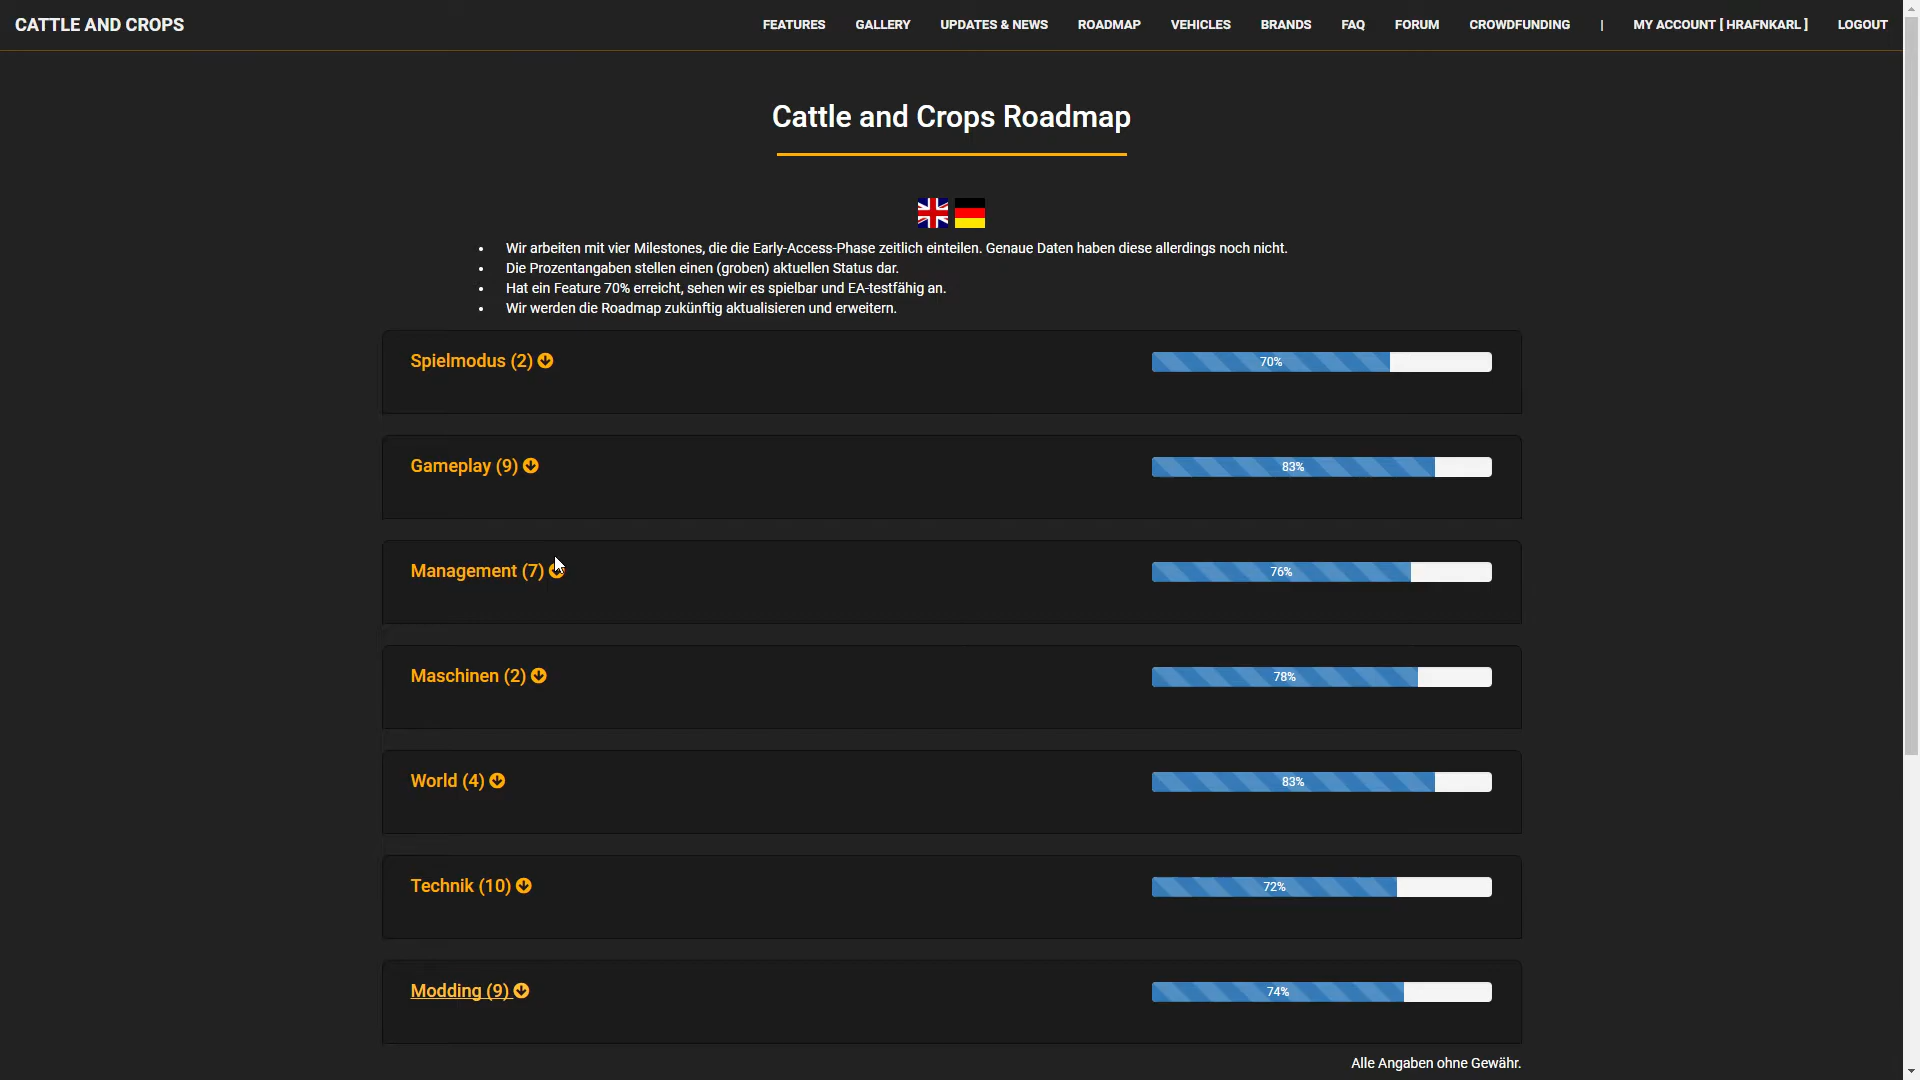 CATTLE AND CROPS
FEATURES
GALLERY
UPDATES & NEWS
ROADMAP
VEHICLES
BRANDS
FAQ
FORUM
CROWDFUNDING
|
MY ACCOUNT [ HRAFNKARL ]
LOGOUT
Cattle and Crops Roadmap
• Wir arbeiten mit vier Milestones, die die Early-Access-Phase zeitlich einteilen. Genaue Daten haben diese allerdings noch nicht.
• Die Prozentangaben stellen einen (groben) aktuellen Status dar.
• Hat ein Feature 70% erreicht, sehen wir es spielbar und EA-testfähig an.
• Wir werden die Roadmap zukünftig aktualisieren und erweitern.
Spielmodus (2)
70%
Gameplay (9)
83%
Management (7)
76%
Maschinen (2)
78%
World (4)
83%
Technik (10)
72%
Modding (9)
74%
Alle Angaben ohne Gewähr.